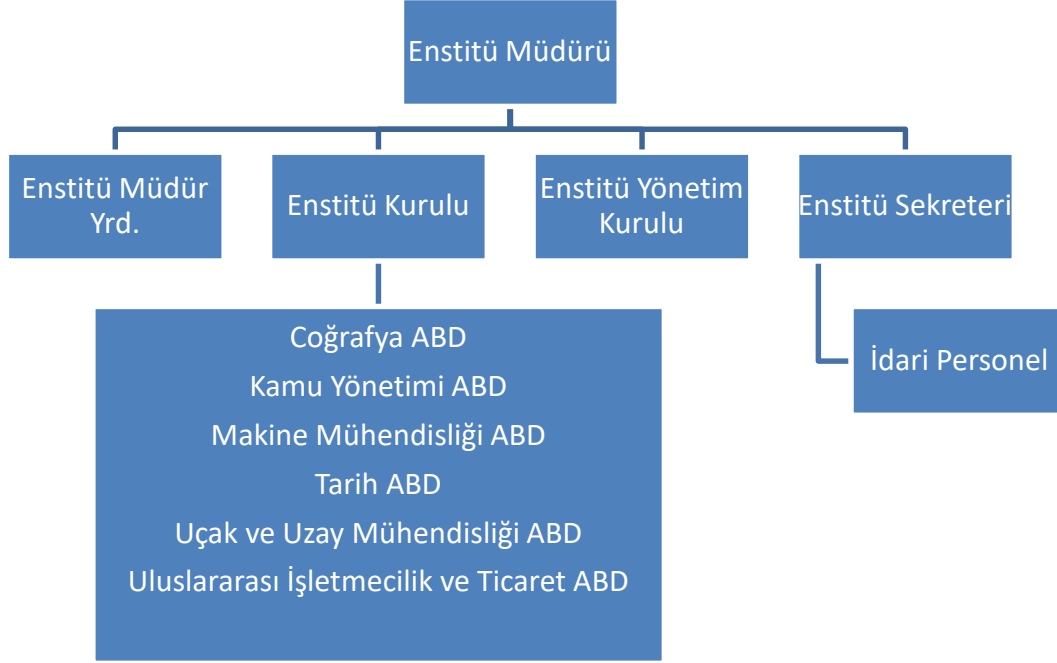 Enstitü Müdürü
Enstitü Müdür
Yrd.
Enstitü Kurulu
Enstitü Yönetim
Kurulu
Enstitü Sekreteri
Coğrafya ABD
Kamu Yönetimi ABD
Makine Mühendisliği ABD
Tarih ABD
Uçak ve Uzay Mühendisliği ABD
Uluslararası İşletmecilik ve Ticaret ABD
İdari Personel